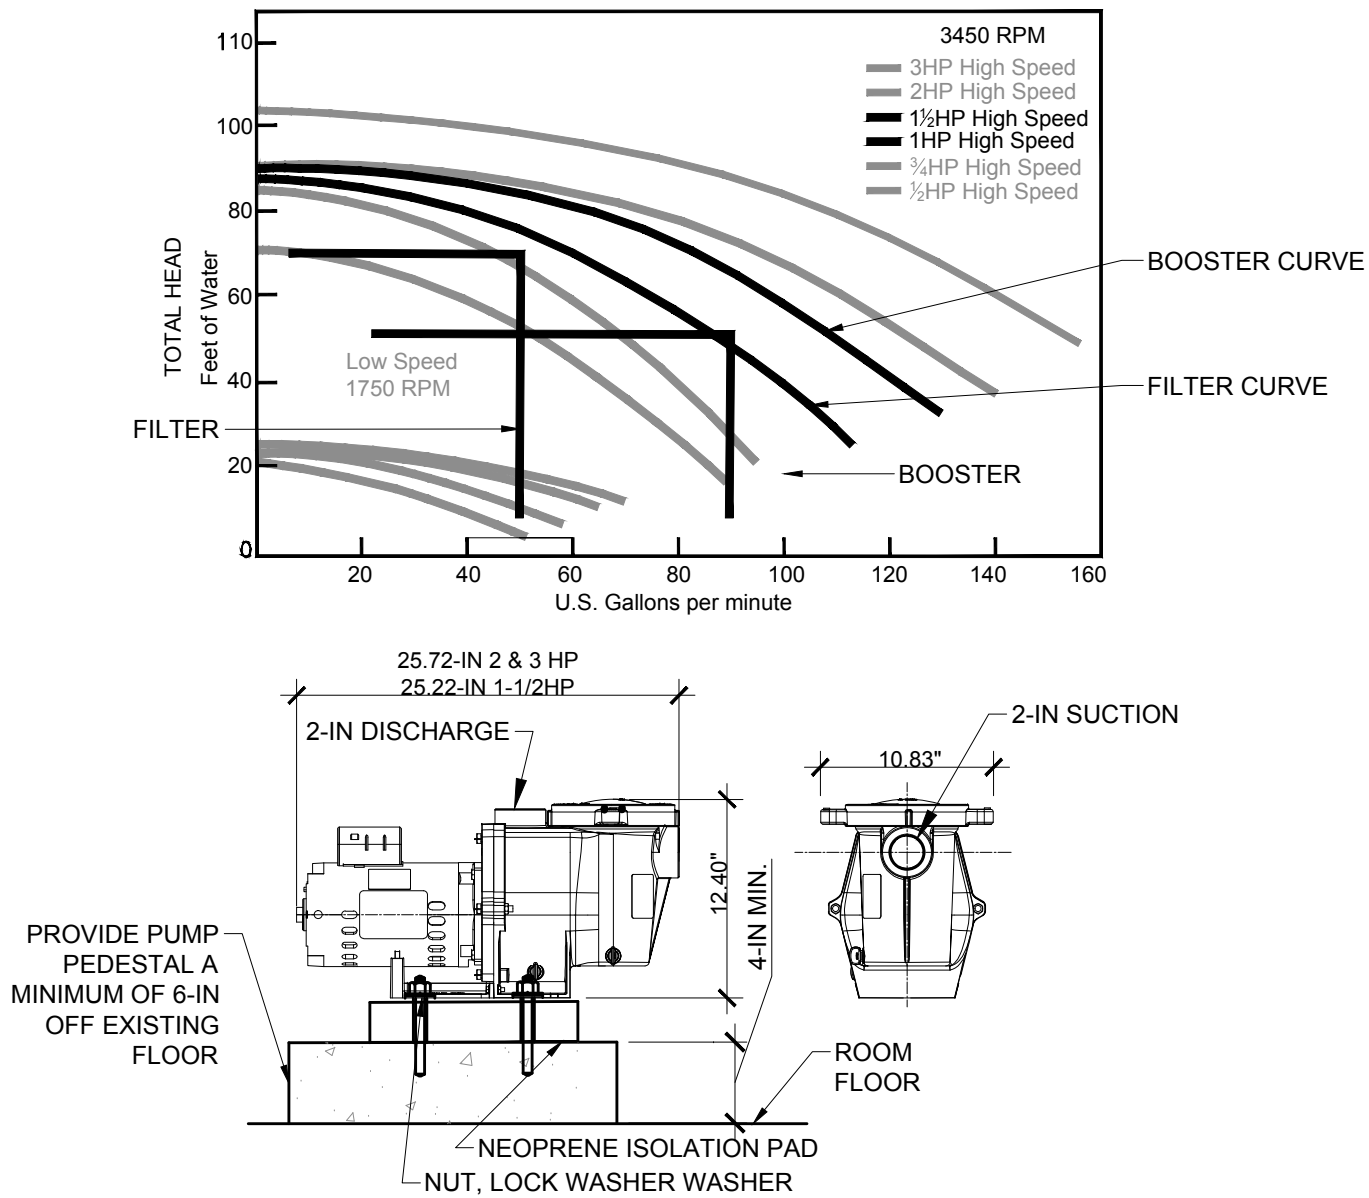 3450 RPM
3HP High Speed
2HP High Speed
1½HP High Speed
1HP High Speed
¾HP High Speed
½HP High Speed
110
100
80
60
40
20
0
TOTAL HEAD
Feet of Water
Low Speed
1750 RPM
FILTER
BOOSTER CURVE
FILTER CURVE
BOOSTER
20
40
60
80
100
120
140
160
U.S. Gallons per minute
25.72-IN 2 & 3 HP
25.22-IN 1-1/2HP
2-IN DISCHARGE
2-IN SUCTION
10.83"
12.40"
4-IN MIN.
PROVIDE PUMP
PEDESTAL A
MINIMUM OF 6-IN
OFF EXISTING
FLOOR
ROOM
FLOOR
NEOPRENE ISOLATION PAD
NUT, LOCK WASHER WASHER